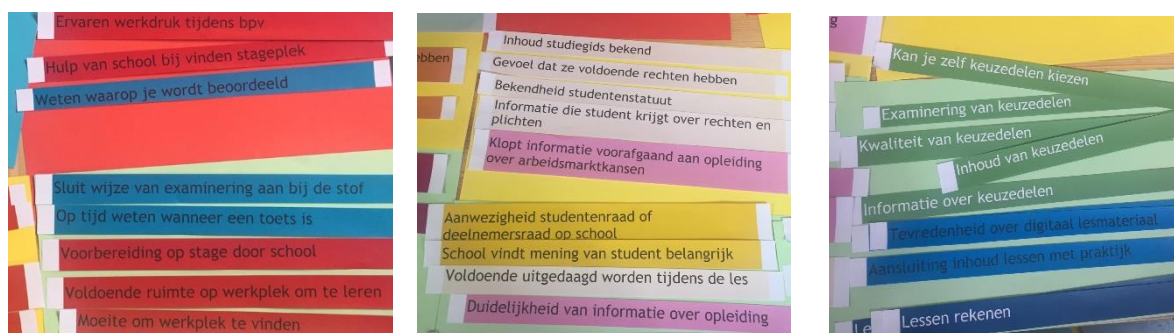 Ervaren werkdruk tijdens bpv
Hulp van school bij vinden stageplek
Weten waarop je wordt beoordeeld
Sluit wijze van examinering aan bij de stof
Op tijd weten wanneer een toets is
Voorbereiding op stage door school
Voldoende ruimte op werkplek om te leren
Moeite om werkplek te vinden
Inhoud studiegids bekend
Gevoel dat ze voldoende rechten hebben
Bekendheid studentenstatuut
Informatie die student krijgt over rechten en
plichten
Klopt informatie voorafgaand aan opleiding
over arbeidsmarktkansen
Aanwezigheid studentenraad of
deelnemersraad op school
School vindt mening van student belangrijk
Voldoende uitgedaagd worden tijdens de les
Duidelijkheid van informatie over opleiding
Kan je zelf keuzedelen kiezen
Examinering van keuzedelen
Kwaliteit van keuzedelen
Inhoud van keuzedelen
Informatie over keuzedelen
Tevredenheid over digitaal lesmateriaal
Aansluiting inhoud lessen met praktijk
Lessen rekenen